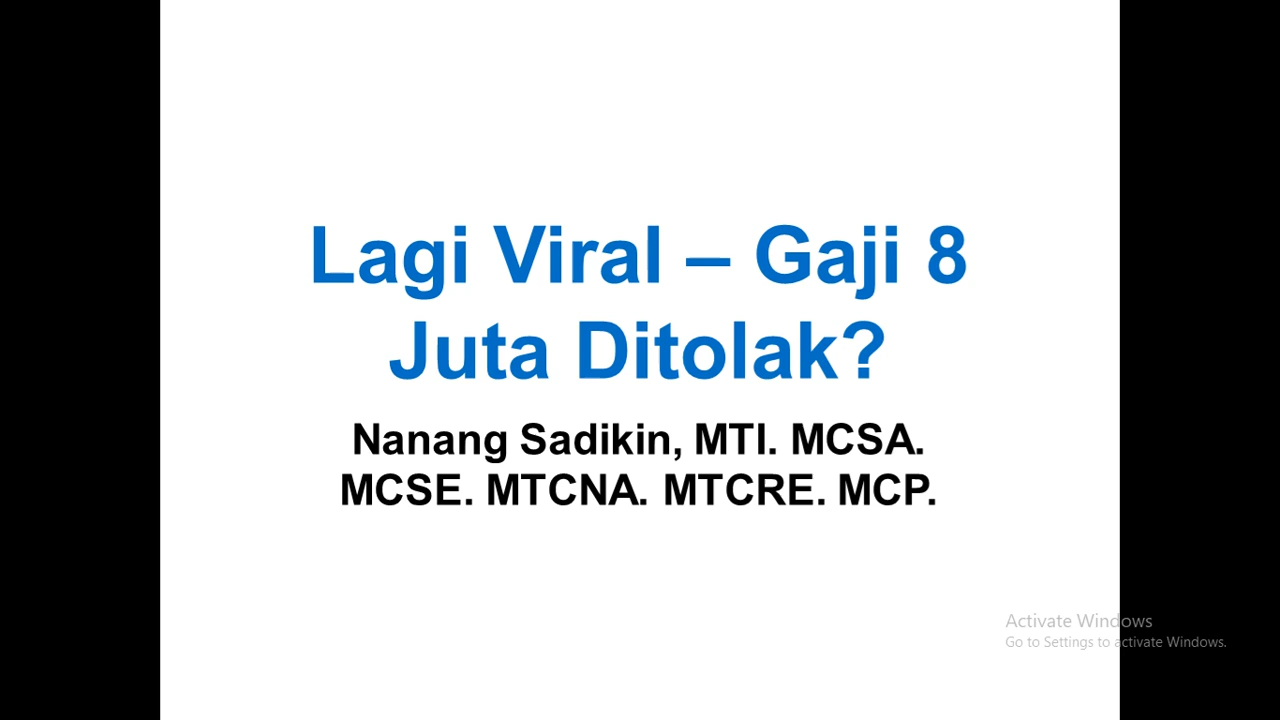 Lagi Viral – Gaji 8
Juta Ditolak?
Nanang Sadikin, MTI. MCSA.
MCSE. MTCNA. MTCRE. MCP.
Activate Windows
Go to Settings to activate Windows.